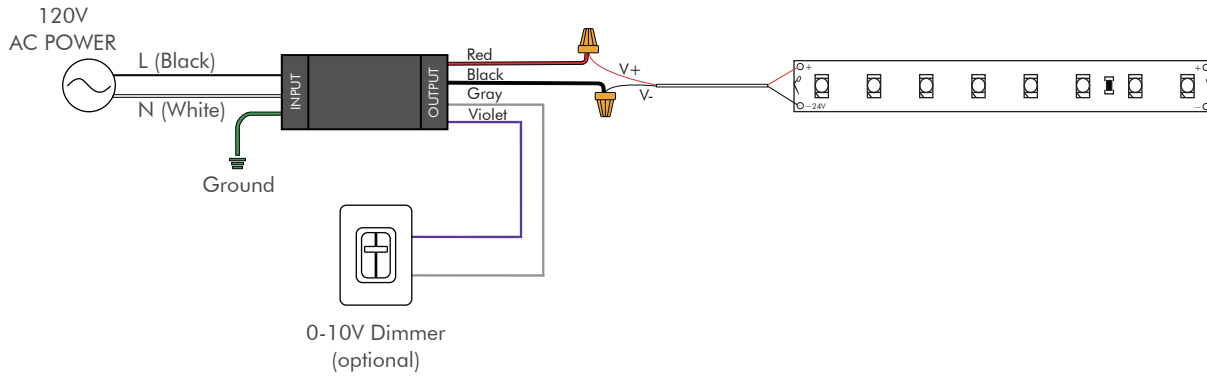 120V
AC POWER
L (Black)
N (White)
Ground
INPUT
OUTPUT
Red
Black
Gray
Violet
V+
V-
+
—24V
+
—
0-10V Dimmer
(optional)